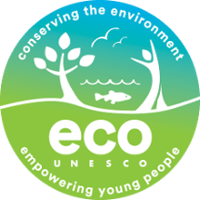 conserving the environment
eco
UNESCO
empowering young people